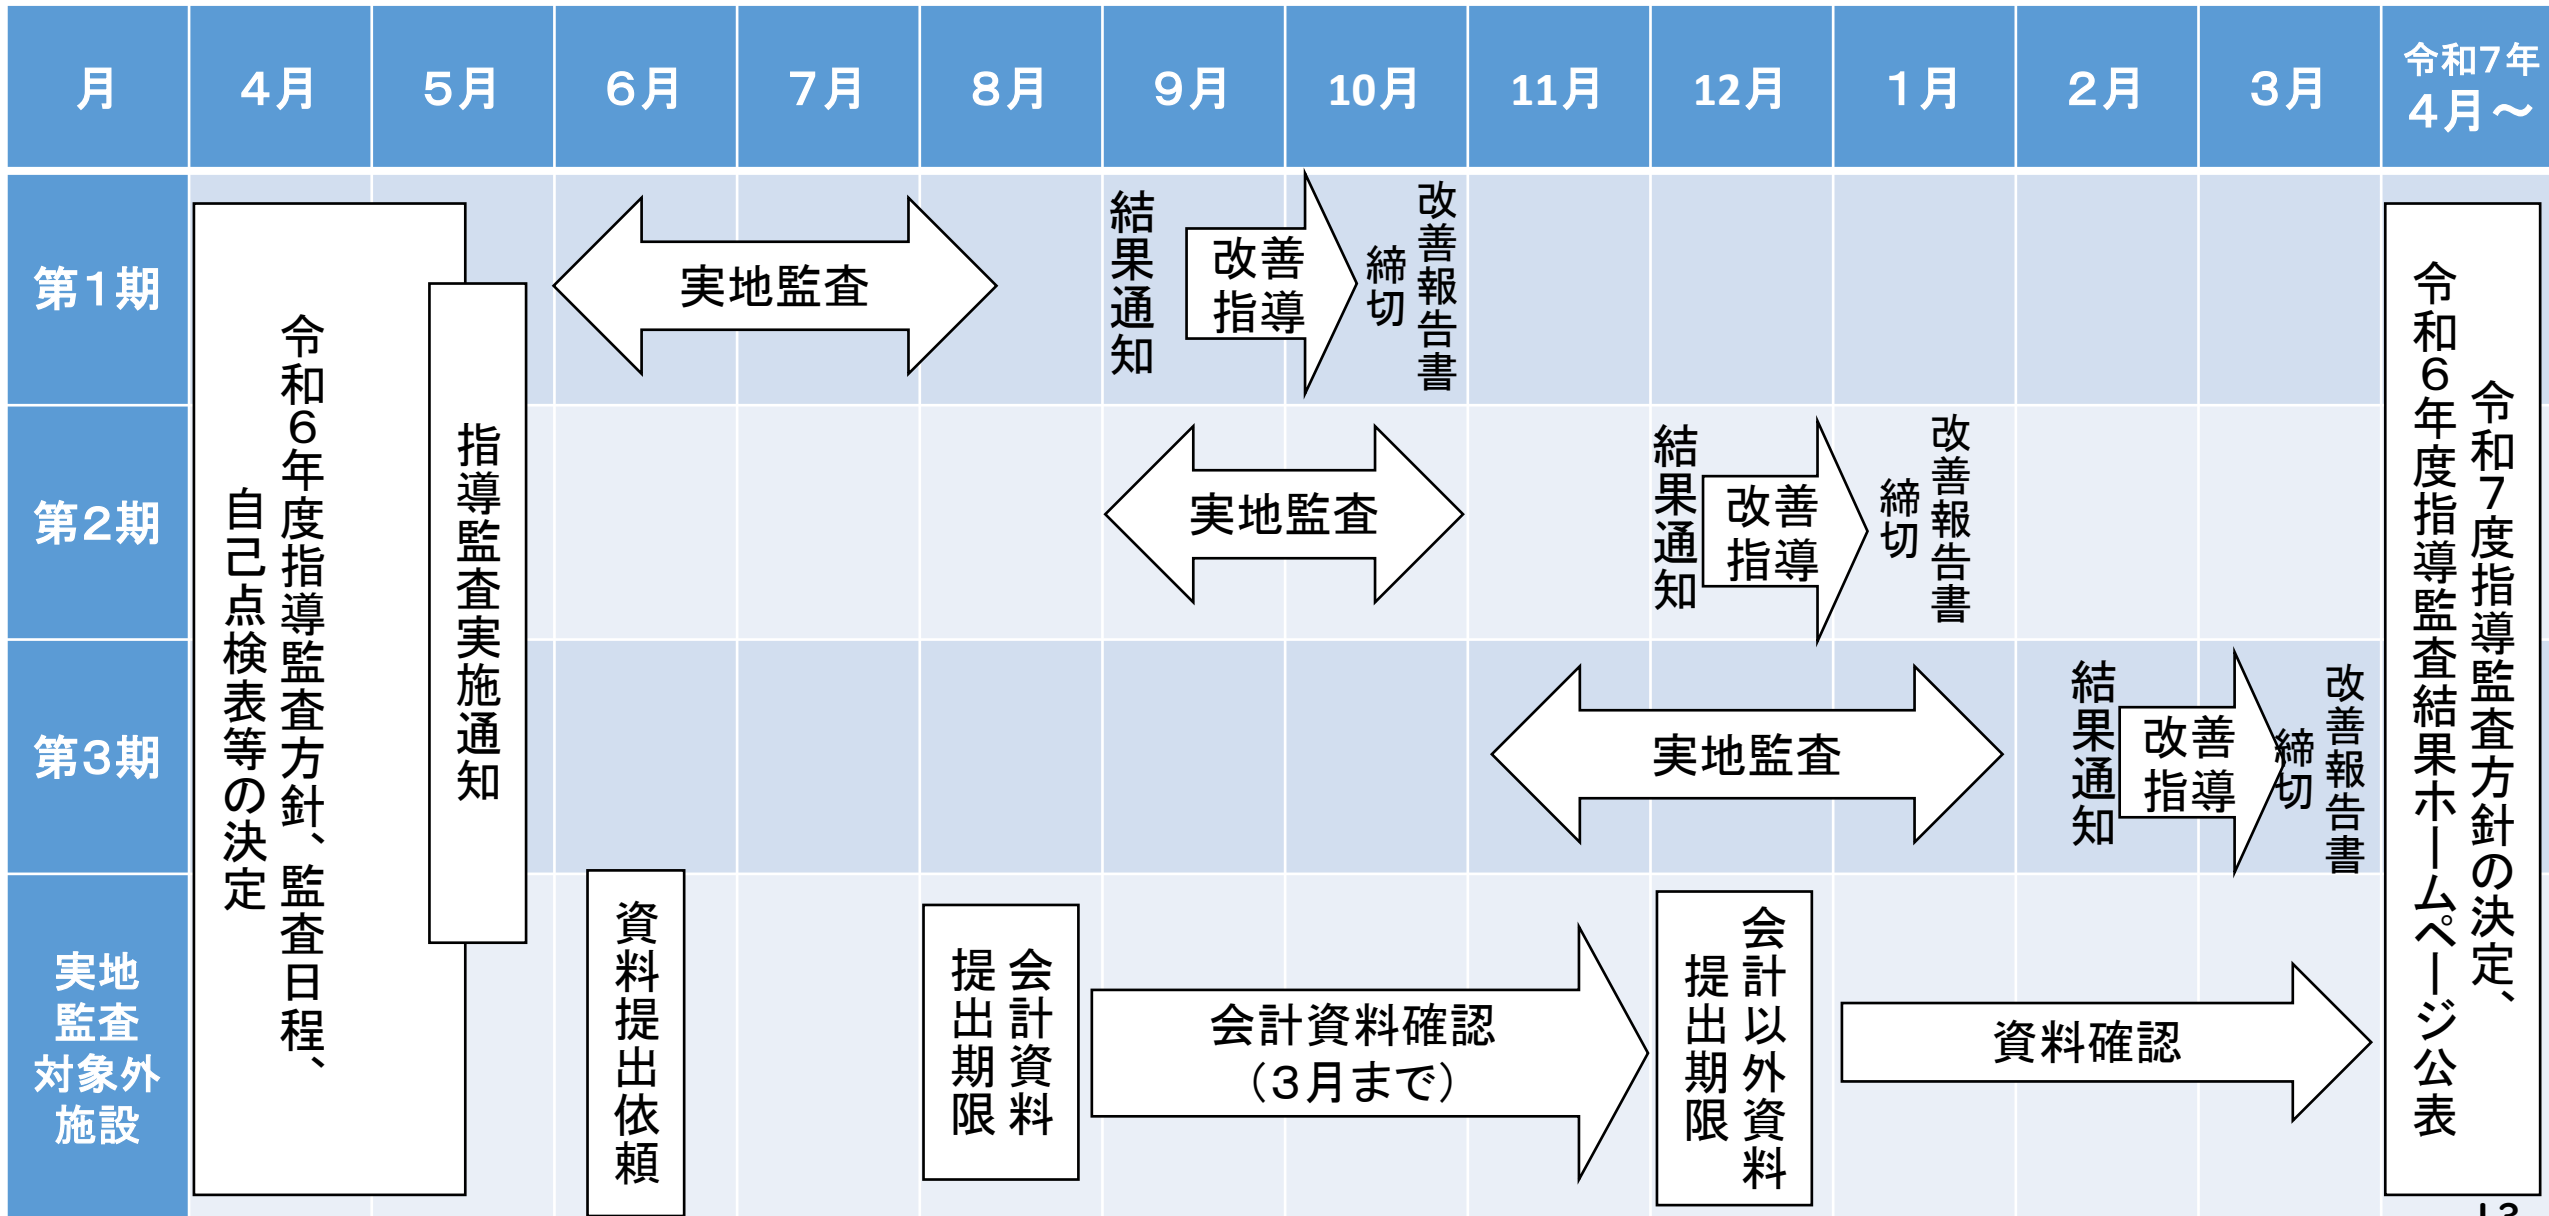 月
４月
５月
６月
７月
８月
９月
10月
11月
12月
１月
２月
３月
令和７年
４月～
第１期
第２期
第３期
実地
監査
対象外
施設
令和６年度指導監査方針、監査日程、
自己点検表等の決定
指導監査実施通知
実地監査
結果通知
改善
指導
改善報告書
締切
実地監査
結果通知
改善
指導
改善報告書
締切
実地監査
結果通知
改善
指導
改善報告書
締切
資料提出依頼
会計資料
提出期限
会計資料確認
（３月まで）
会計以外資料
提出期限
資料確認
令和７度指導監査方針の決定、
令和６年度指導監査結果ホームページ公表